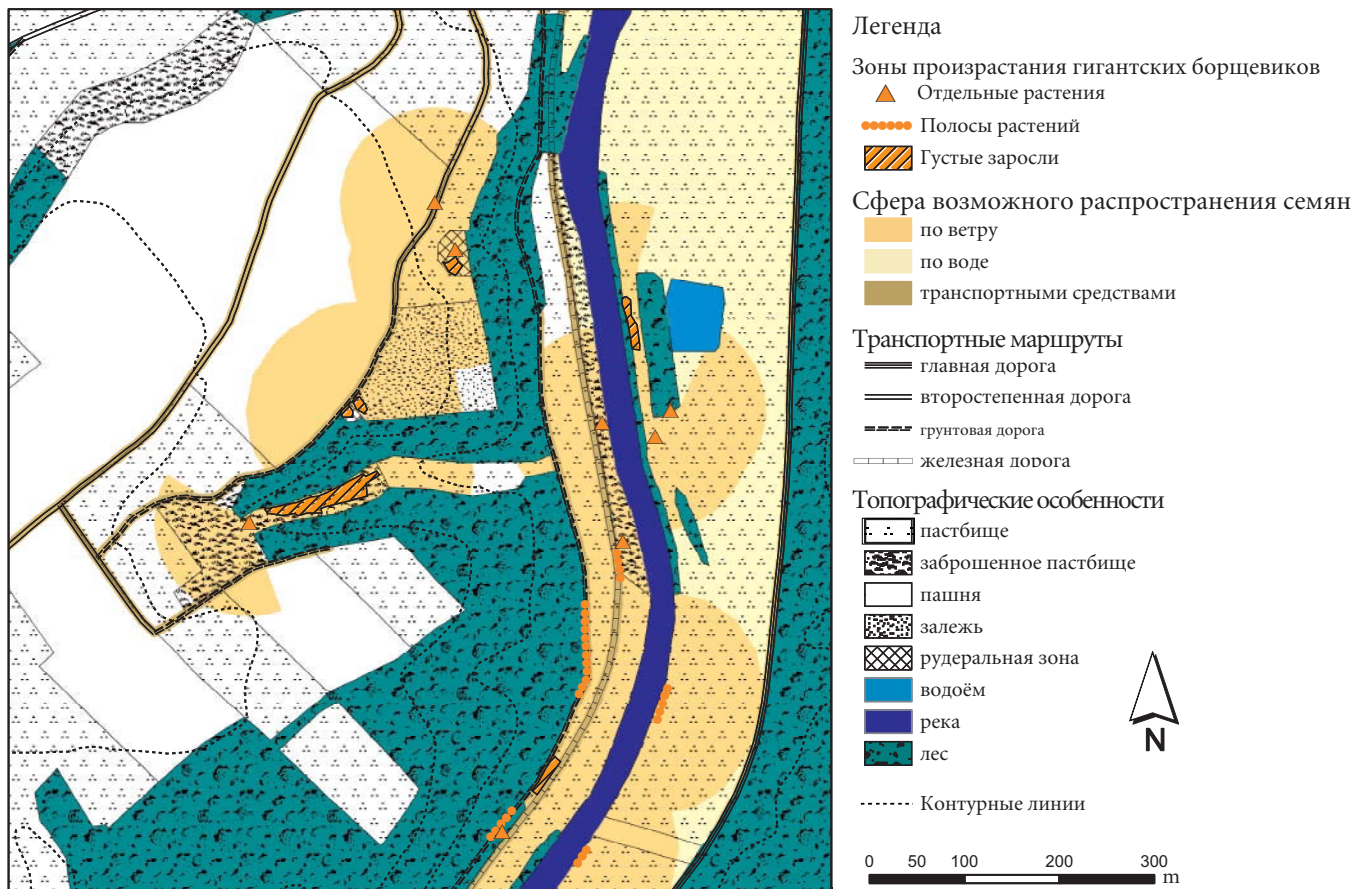 Легенда
Зоны произрастания гигантских борщевиков
Отдельные растения
Полосы растений
Густые заросли
Сфера возможного распространения семян
по ветру
по воде
транспортными средствами
Транспортные маршруты
главная дорога
второстепенная дорога
грунтовая дорога
железная дорога
Топографические особенности
пастбище
заброшенное пастбище
пашня
залежь
рудеральная зона
водоём
река
лес
N
Контурные линии
0 50 100 200 300
m